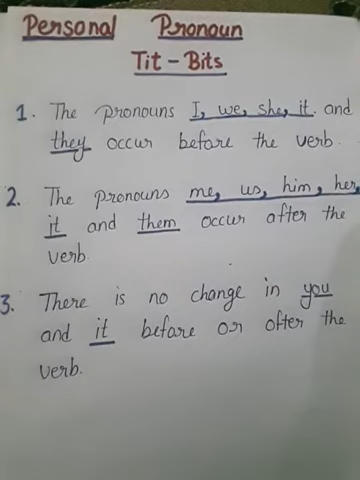 Personal Pronoun
Tit-Bits
1. The pronouns I, we, she, it and
they occur before the verb.
2. The pronouns me, us, him, her,
it and them occur after the
verb.
3. There is no change in you
and it before or after the
verb.